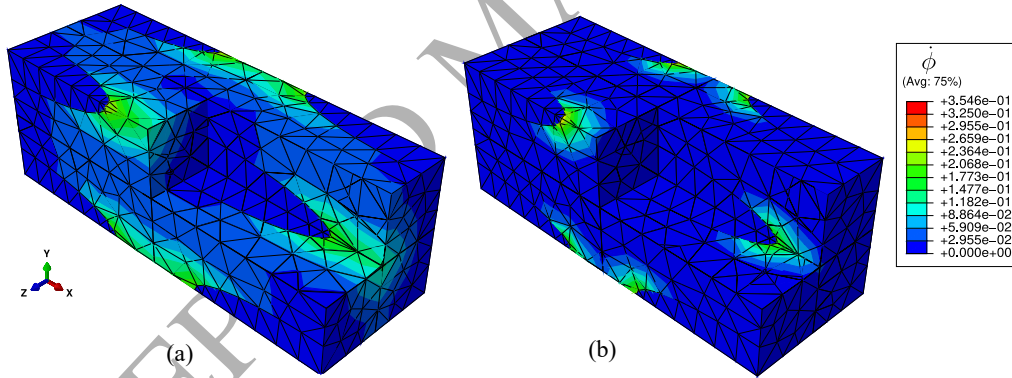 EPTED MA
ϕ̇
(Avg: 75%)
+3.546e−01
+3.250e−01
+2.955e−01
+2.659e−01
+2.364e−01
+2.068e−01
+1.773e−01
+1.477e−01
+1.182e−01
+8.864e−02
+5.909e−02
+2.955e−02
+0.000e+00
Y
Z
X
(a)
(b)